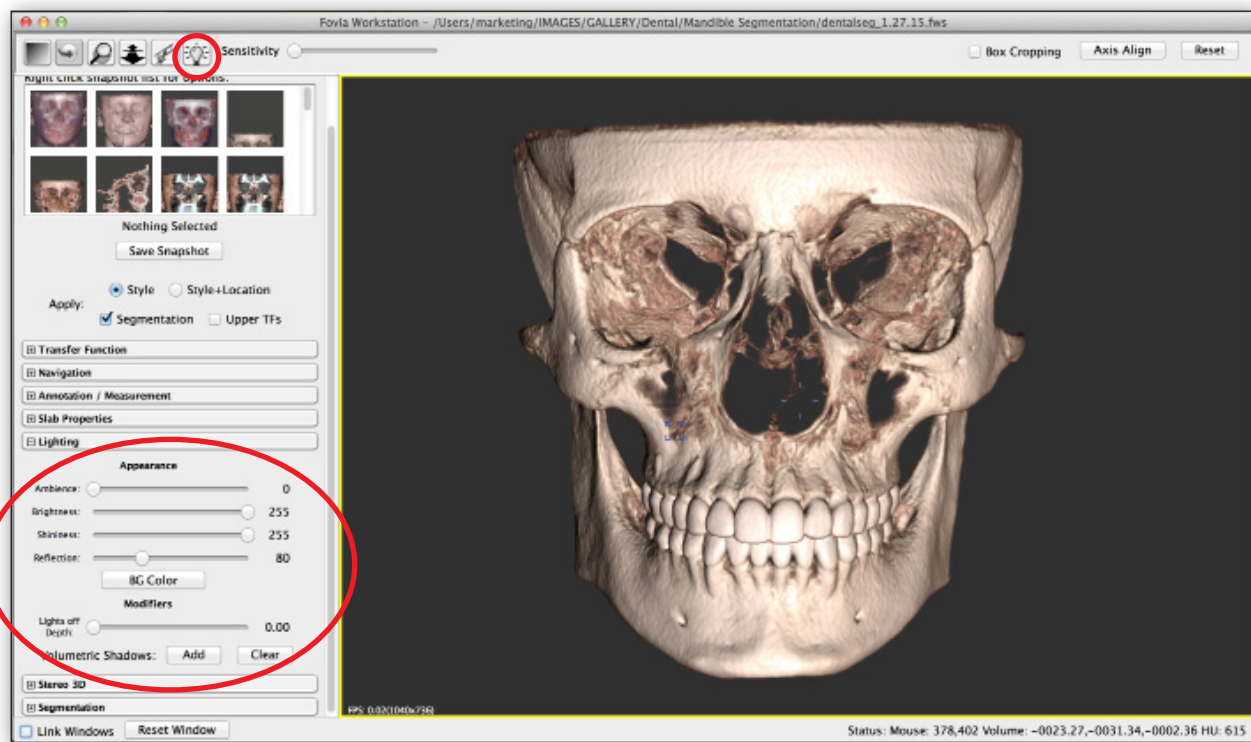 Fovia Workstation - /Users/marketing/IMAGES/GALLERY/Dental/Mandible Segmentation/dentalseg_1.27.15.fws
Sensitivity
Box Cropping Axis Align Reset
Right Click Snapshot list for options.
Nothing Selected
Save Snapshot
Apply: Style Style+Location
Segmentation Upper TFs
Transfer Function
Navigation
Annotation / Measurement
Slab Properties
Lighting
Appearance
Ambience: 0
Brightness: 255
Shininess: 255
Reflection: 80
BG Color
Modifiers
Lights off Depth: 0.00
Volumetric Shadows: Add Clear
Stereo 3D
Segmentation
FPS: 0.02(1040x736)
Link Windows Reset Window
Status: Mouse: 378,402 Volume: -0023.27,-0031.34,-0002.36 HU: 615